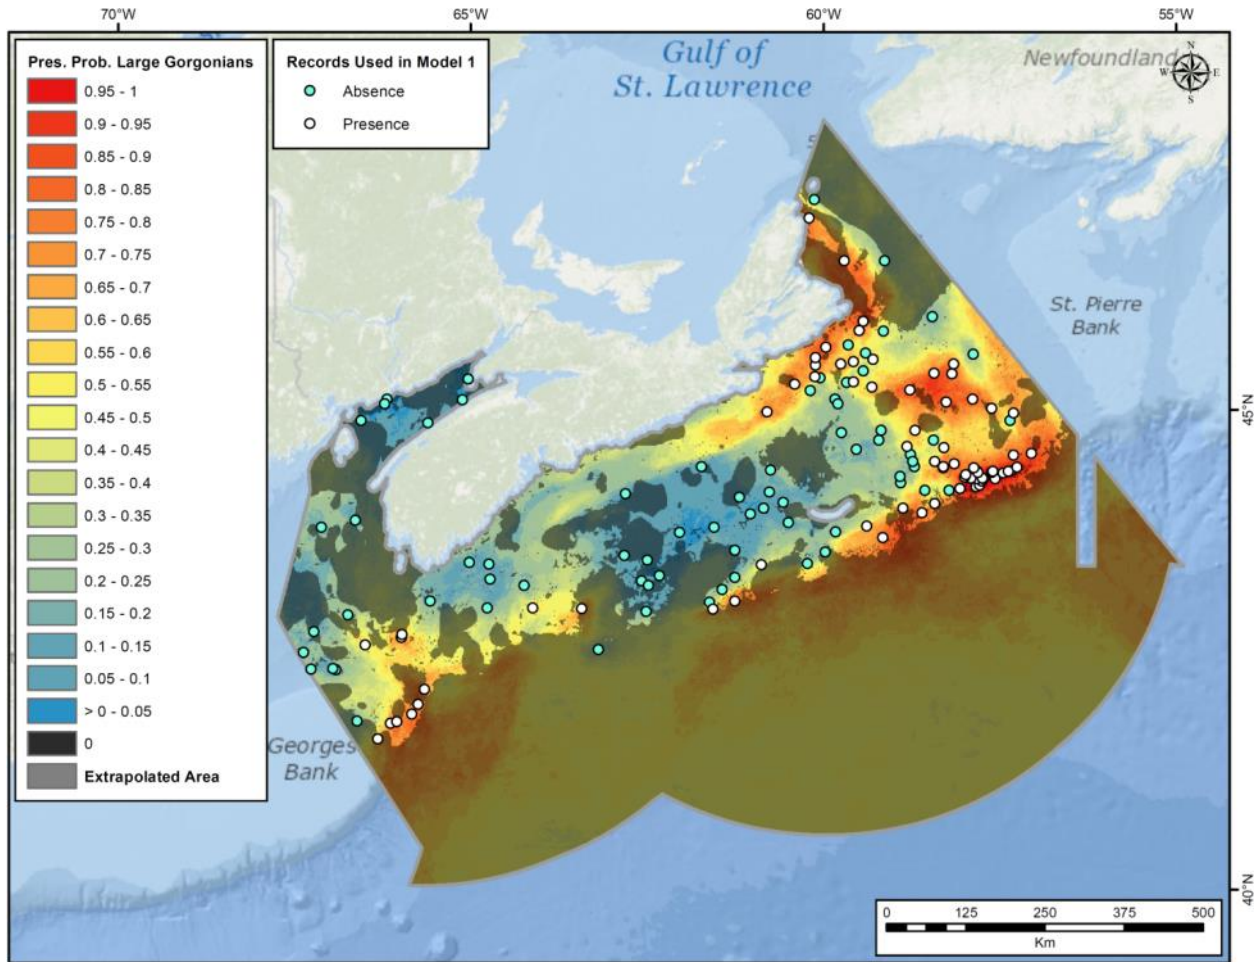 70°W
65°W
60°W
55°W
Pres. Prob. Large Gorgonians
0.95 - 1
0.9 - 0.95
0.85 - 0.9
0.8 - 0.85
0.75 - 0.8
0.7 - 0.75
0.65 - 0.7
0.6 - 0.65
0.55 - 0.6
0.5 - 0.55
0.45 - 0.5
0.4 - 0.45
0.35 - 0.4
0.3 - 0.35
0.25 - 0.3
0.2 - 0.25
0.15 - 0.2
0.1 - 0.15
0.05 - 0.1
> 0 - 0.05
0
Extrapolated Area
Records Used in Model 1
Absence
Presence
Gulf of
St. Lawrence
Newfoundland
N
W
E
S
St. Pierre
Bank
45°N
Georges
Bank
40°N
0
125
250
375
500
Km